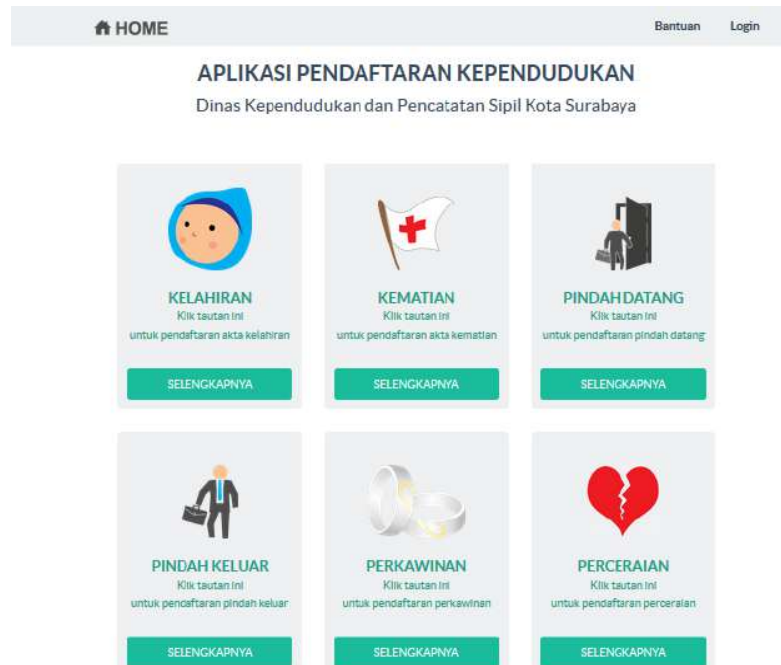 HOME
Bantuan
Login
APLIKASI PENDAFTARAN KEPENDUDUKAN
Dinas Kependudukan dan Pencatatan Sipil Kota Surabaya
KELAHIRAN
Klik tautan ini
untuk pendaftaran akta kelahiran
SELENGKAPNYA
KEMATIAN
Klik tautan ini
untuk pendaftaran akta kematian
SELENGKAPNYA
PINDAH DATANG
Klik tautan ini
untuk pendaftaran pindah datang
SELENGKAPNYA
PINDAH KELUAR
Klik tautan ini
untuk pendaftaran pindah keluar
SELENGKAPNYA
PERKAWINAN
Klik tautan ini
untuk pendaftaran perkawinan
SELENGKAPNYA
PERCERAIAN
Klik tautan ini
untuk pendaftaran perceraian
SELENGKAPNYA